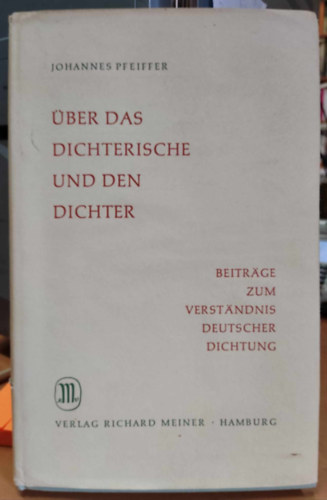 JOHANNES PFEIFFER
ÜBER DAS
DICHTERISCHE
UND DEN
DICHTER
BEITRÄGE
ZUM
VERSTÄNDNIS
DEUTSCHER
DICHTUNG
M
VERLAG RICHARD MEINER · HAMBURG